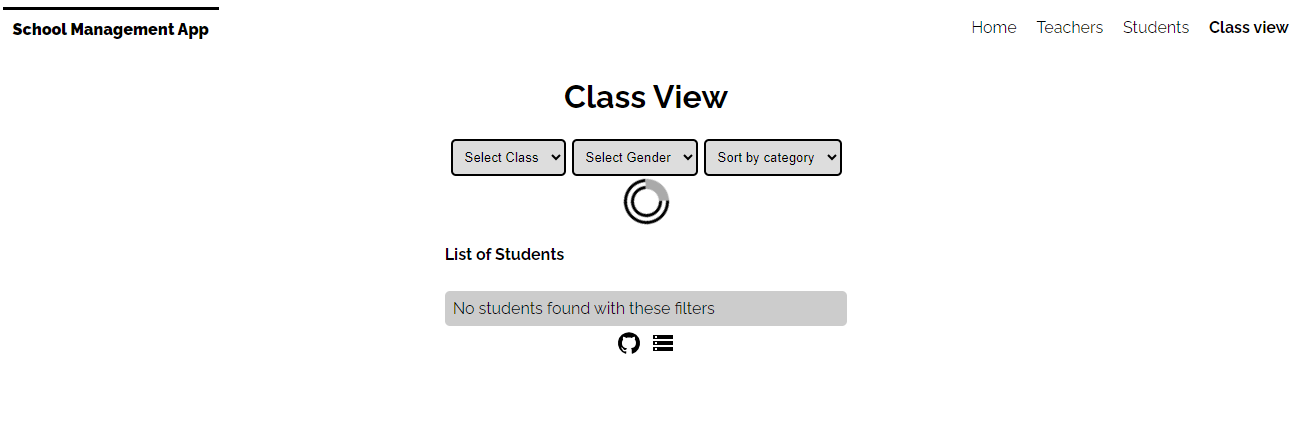 School Management App
Home Teachers Students Class view
Class View
Select Class Select Gender Sort by category
List of Students
No students found with these filters